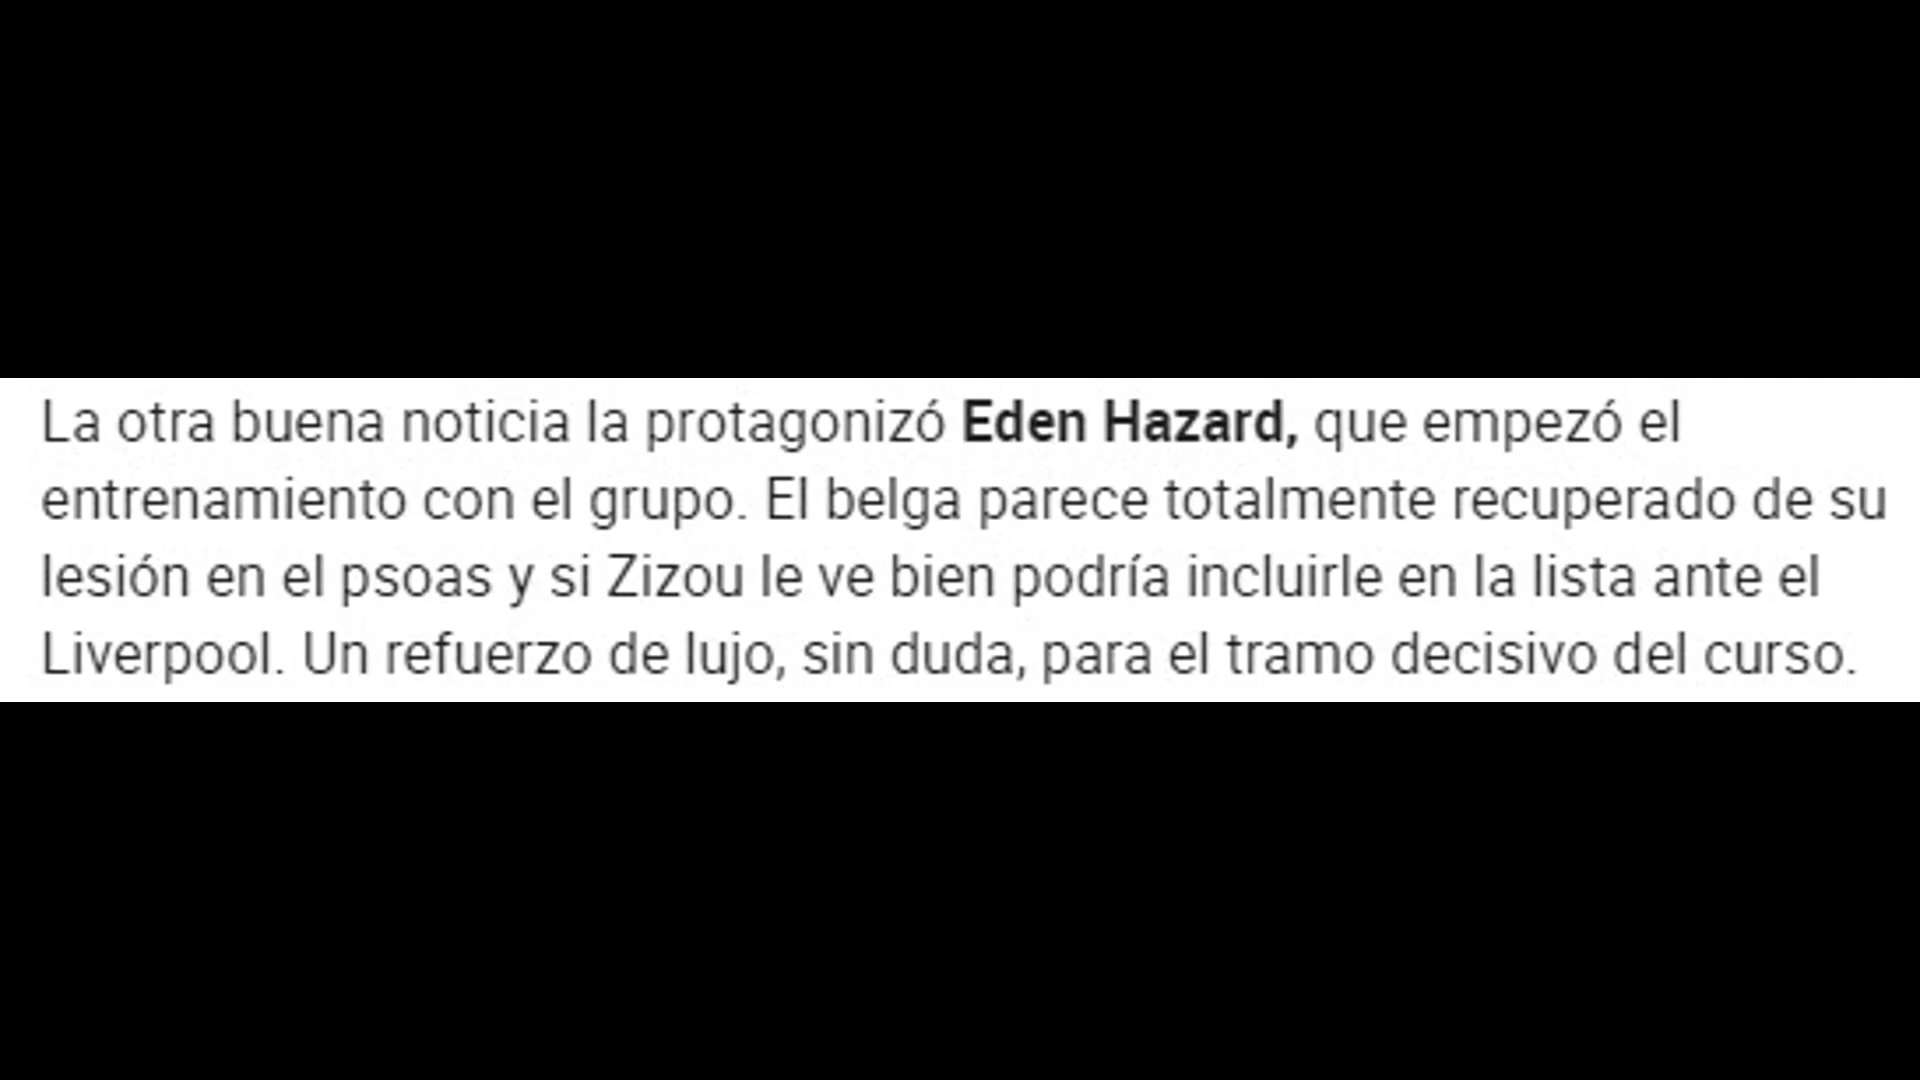 La otra buena noticia la protagonizó Eden Hazard, que empezó el
entrenamiento con el grupo. El belga parece totalmente recuperado de su
lesión en el psoas y si Zizou le ve bien podría incluirle en la lista ante el
Liverpool. Un refuerzo de lujo, sin duda, para el tramo decisivo del curso.